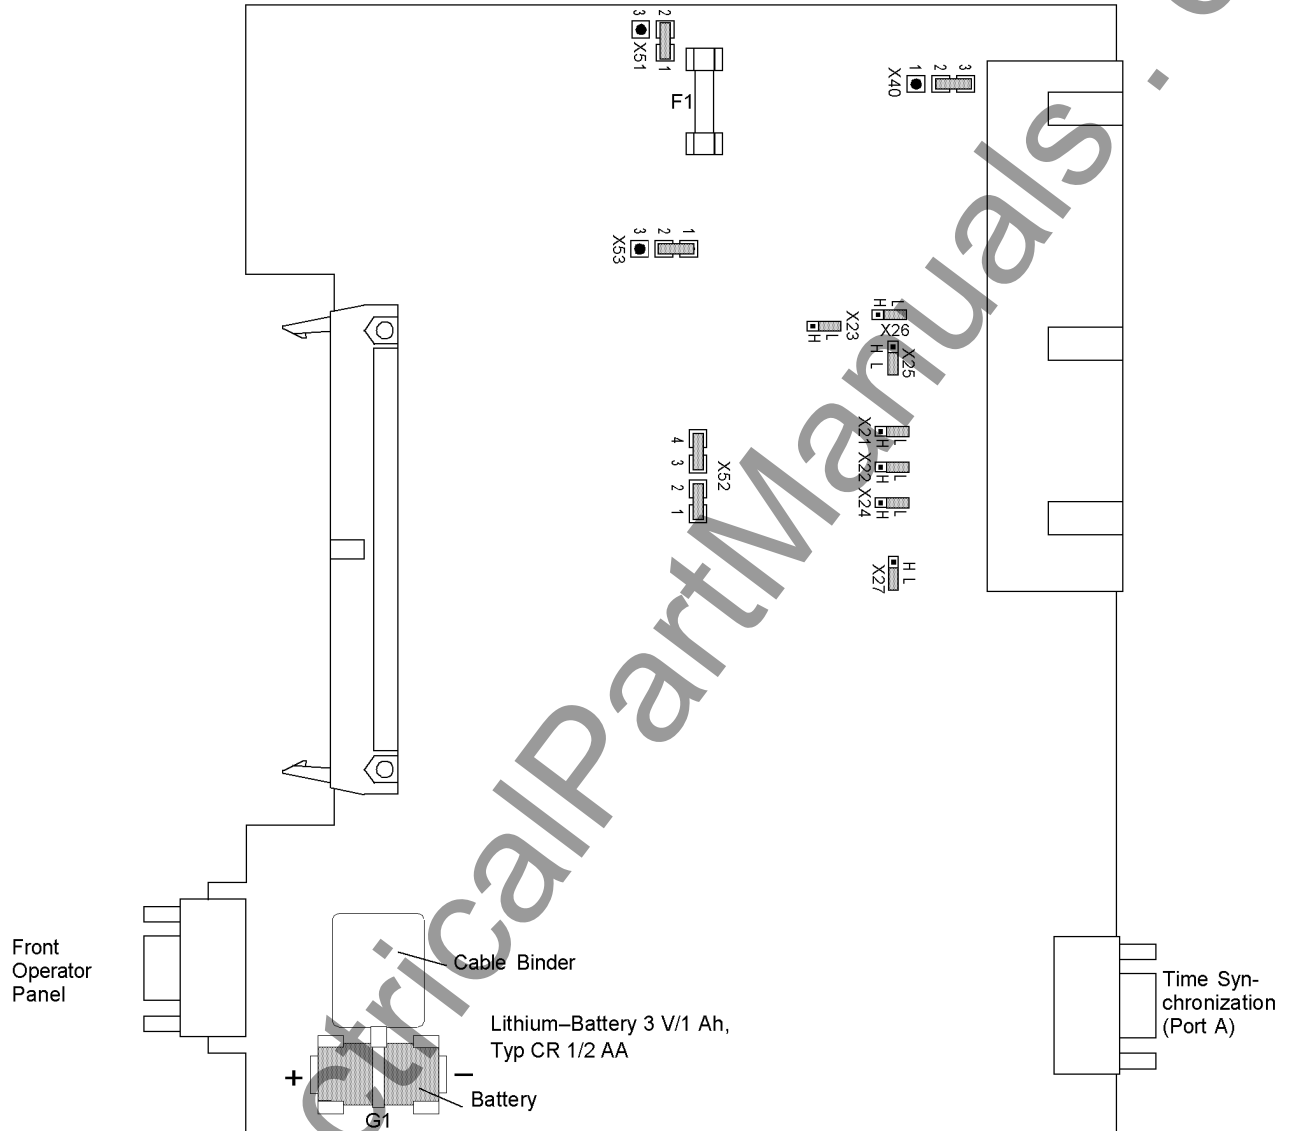 3 2
X51
1
F1
X40
1 2 3
X53
3 2 1
H L
X26
X23
H L
X25
H L
X21
H L
X22
H L
X24
H L
4
3
X52
2
1
X27
H L
Front
Operator
Panel
Cable Binder
Lithium–Battery 3 V/1 Ah,
Typ CR 1/2 AA
+
–
Battery
G1
Time Syn-
chronization
(Port A)
ctricalPartManuals .